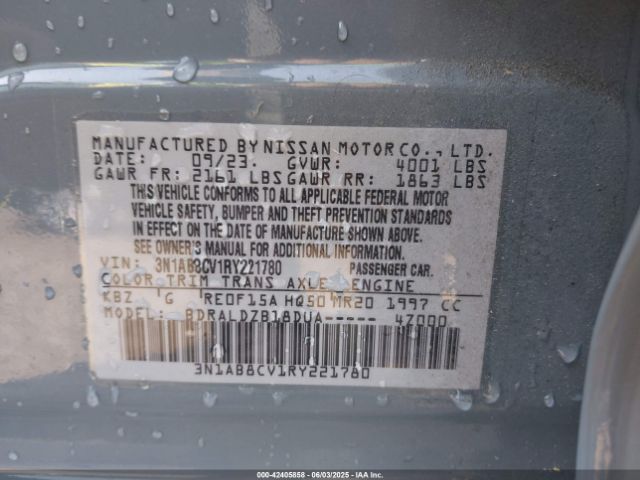 MANUFACTURED BY NISSAN MOTOR CO., LTD.
DATE: 09/23. GVWR: 4001 LBS
GAWR FR: 2161 LBS GAWR RR: 1863 LBS
THIS VEHICLE CONFORMS TO ALL APPLICABLE FEDERAL MOTOR
VEHICLE SAFETY, BUMPER AND THEFT PREVENTION STANDARDS
IN EFFECT ON THE DATE OF MANUFACTURE SHOWN ABOVE.
SEE OWNER'S MANUAL FOR ADDITIONAL INFORMATION.
VIN: 3N1AB8CV1RY221780 PASSENGER CAR.
COLOR TRIM TRANS AXLE ENGINE
KBZ G RE0F15A HQ50 MR20 1997 CC
MODEL: BDRALDZB18DUA----- 4Z000
3N1AB8CV1RY221780
000-42405858 - 06/03/2025 - IAAI.COM